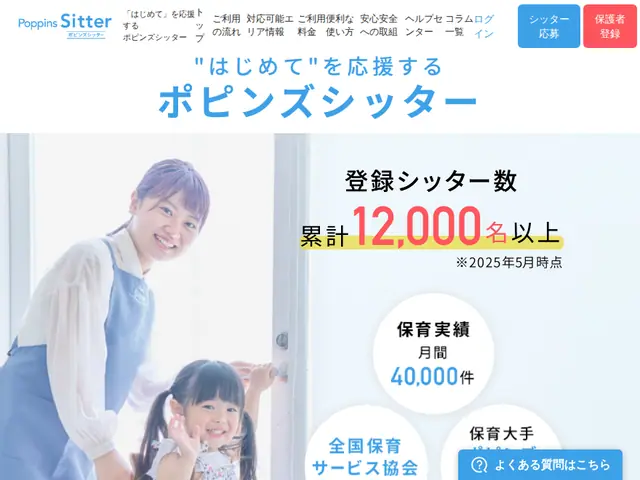 Poppins Sitter
ポピンズシッター
「はじめて」を応援する
ポピンズシッター
トップ
ご利用の流れ
対応可能エリア情報
ご利用料金
便利な使い方
安心安全への取組
ヘルプセンター
コラム一覧
ログイン
シッター応募
保護者登録
"はじめて"を応援する
ポピンズシッター
登録シッター数
累計12,000名以上
※2025年5月時点
保育実績
月間
40,000件
全国保育
サービス協会
保育大手
よくある質問はこちら